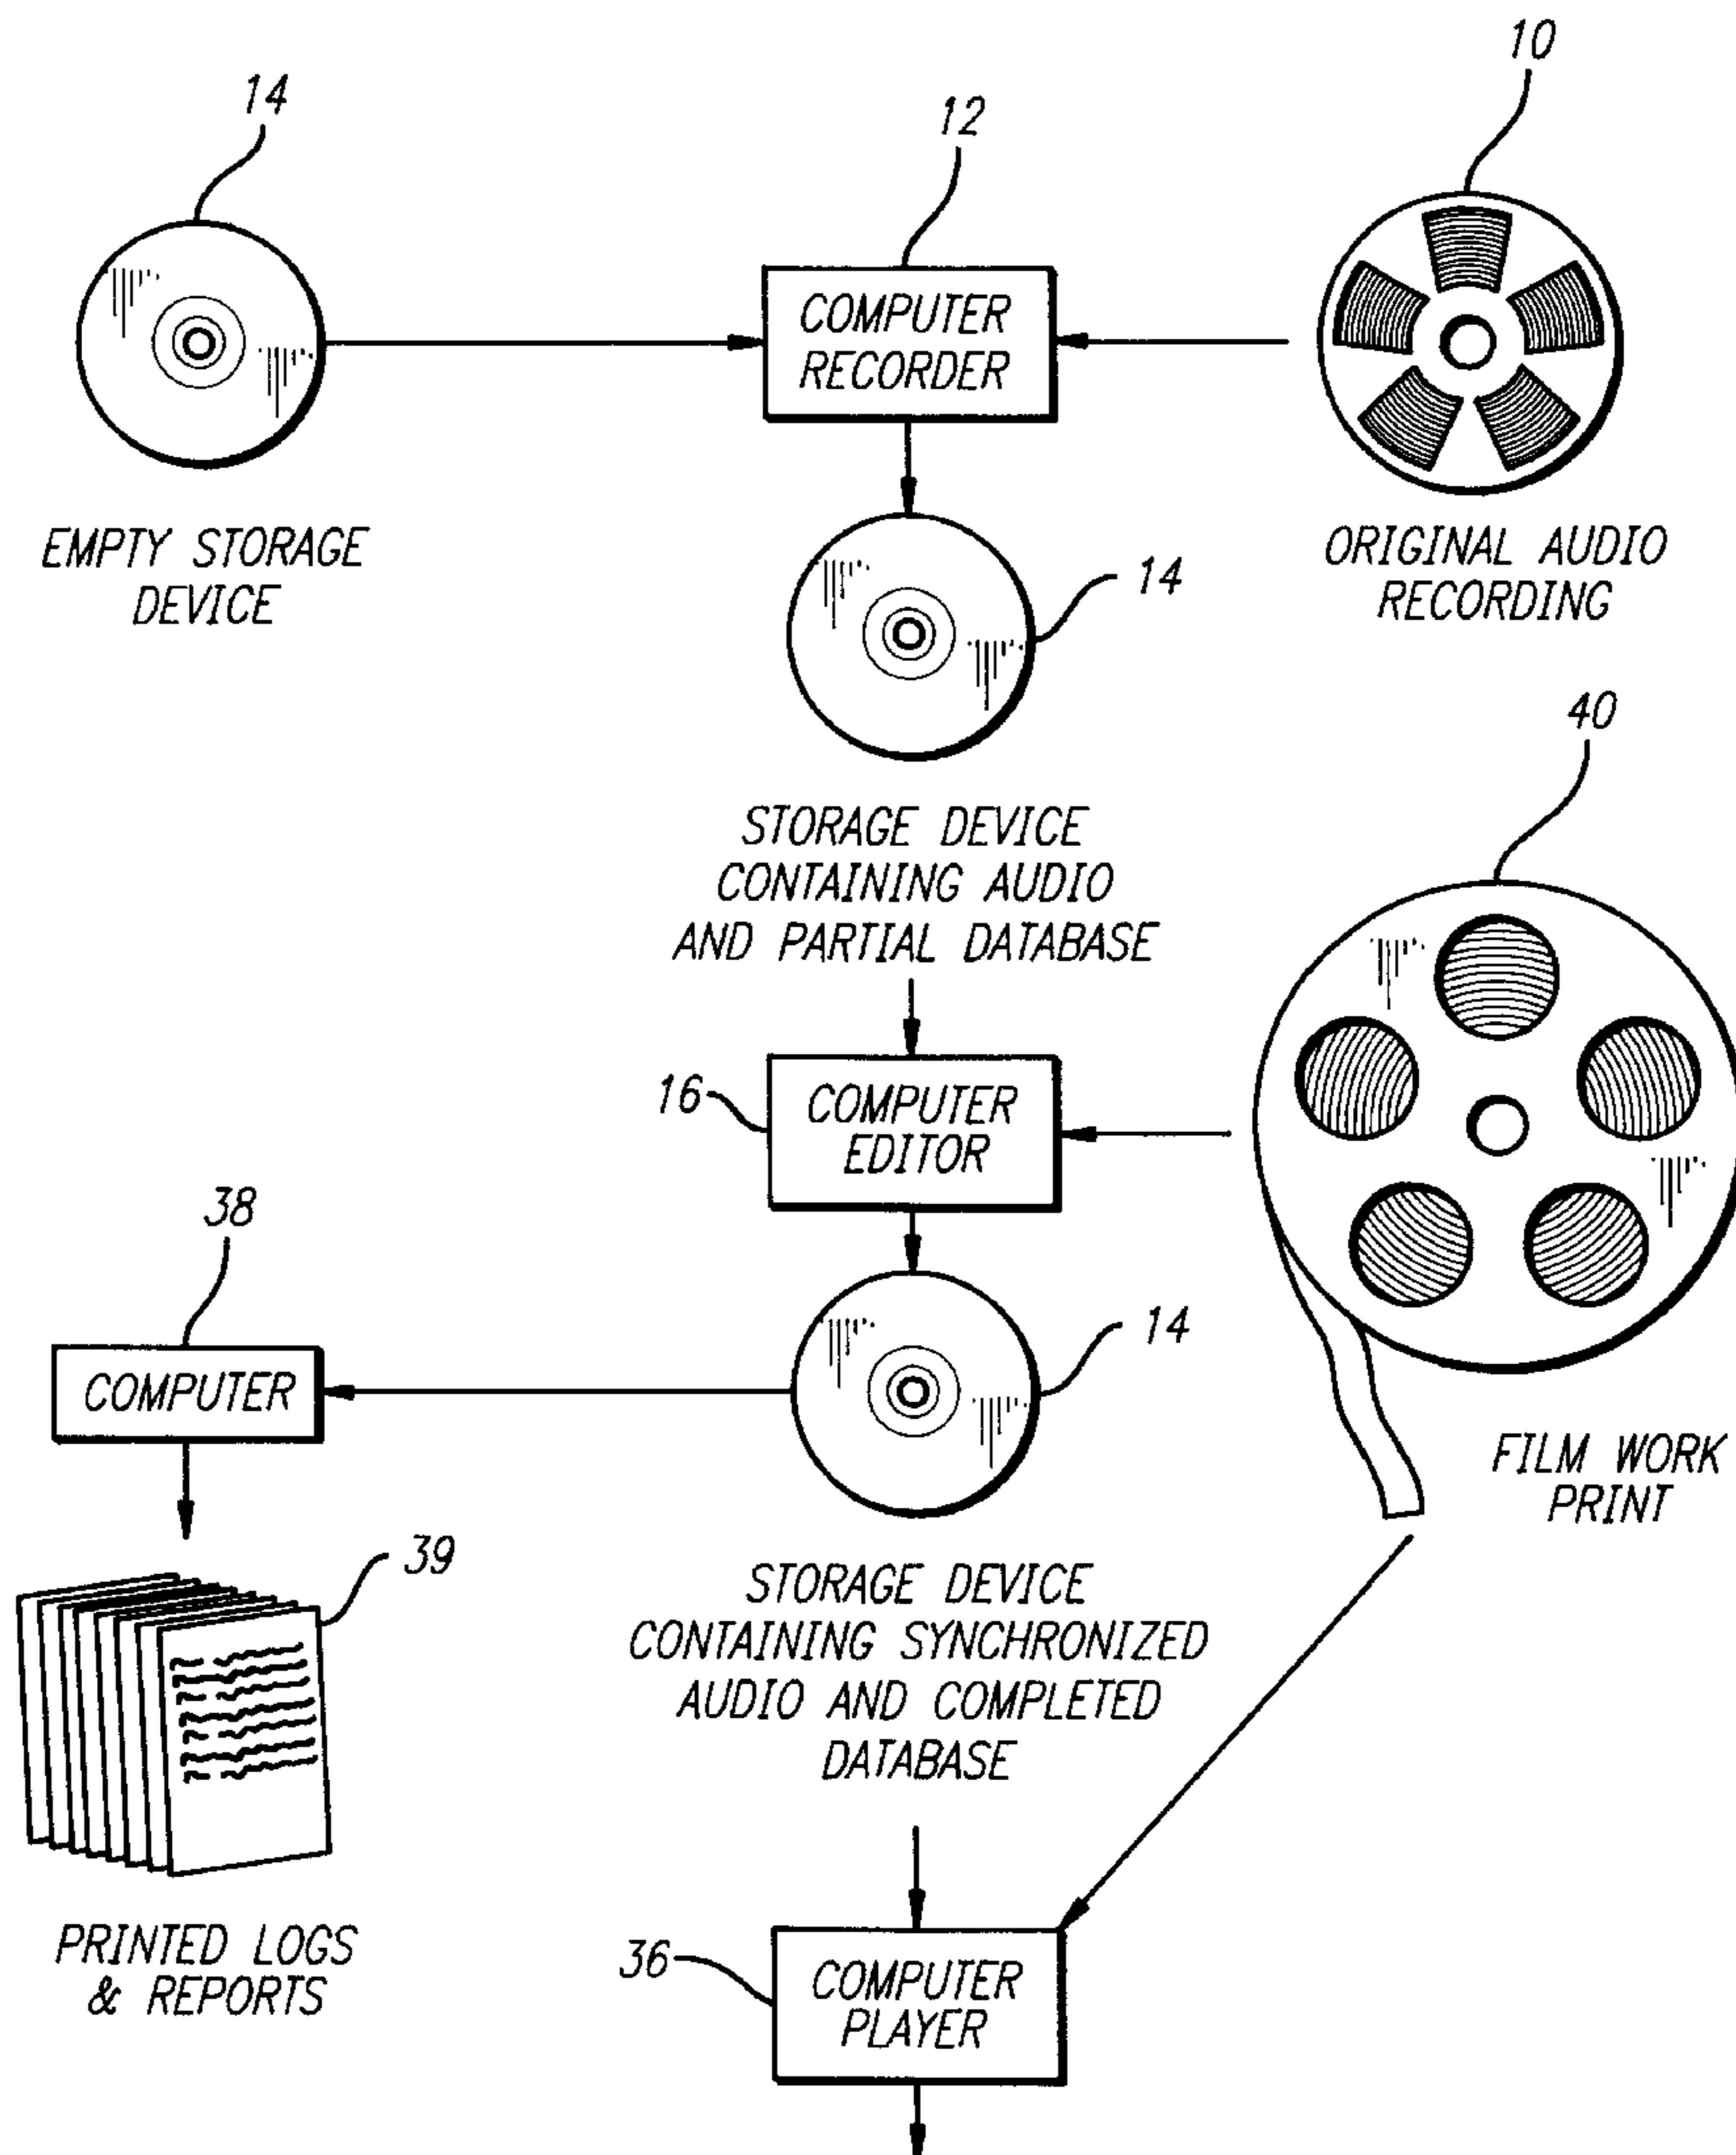 10
14
12
COMPUTER
RECORDER
EMPTY STORAGE
DEVICE
ORIGINAL AUDIO
RECORDING
14
40
STORAGE DEVICE
CONTAINING AUDIO
AND PARTIAL DATABASE
16
COMPUTER
EDITOR
38
14
COMPUTER
FILM WORK
PRINT
39
STORAGE DEVICE
CONTAINING SYNCHRONIZED
AUDIO AND COMPLETED
DATABASE
PRINTED LOGS
& REPORTS
36
COMPUTER
PLAYER